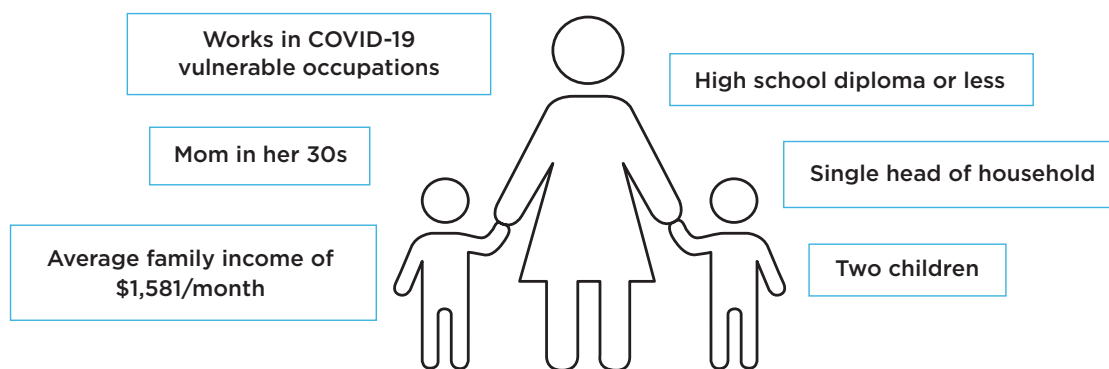 Works in COVID-19
vulnerable occupations
High school diploma or less
Mom in her 30s
Single head of household
Average family income of
$1,581/month
Two children